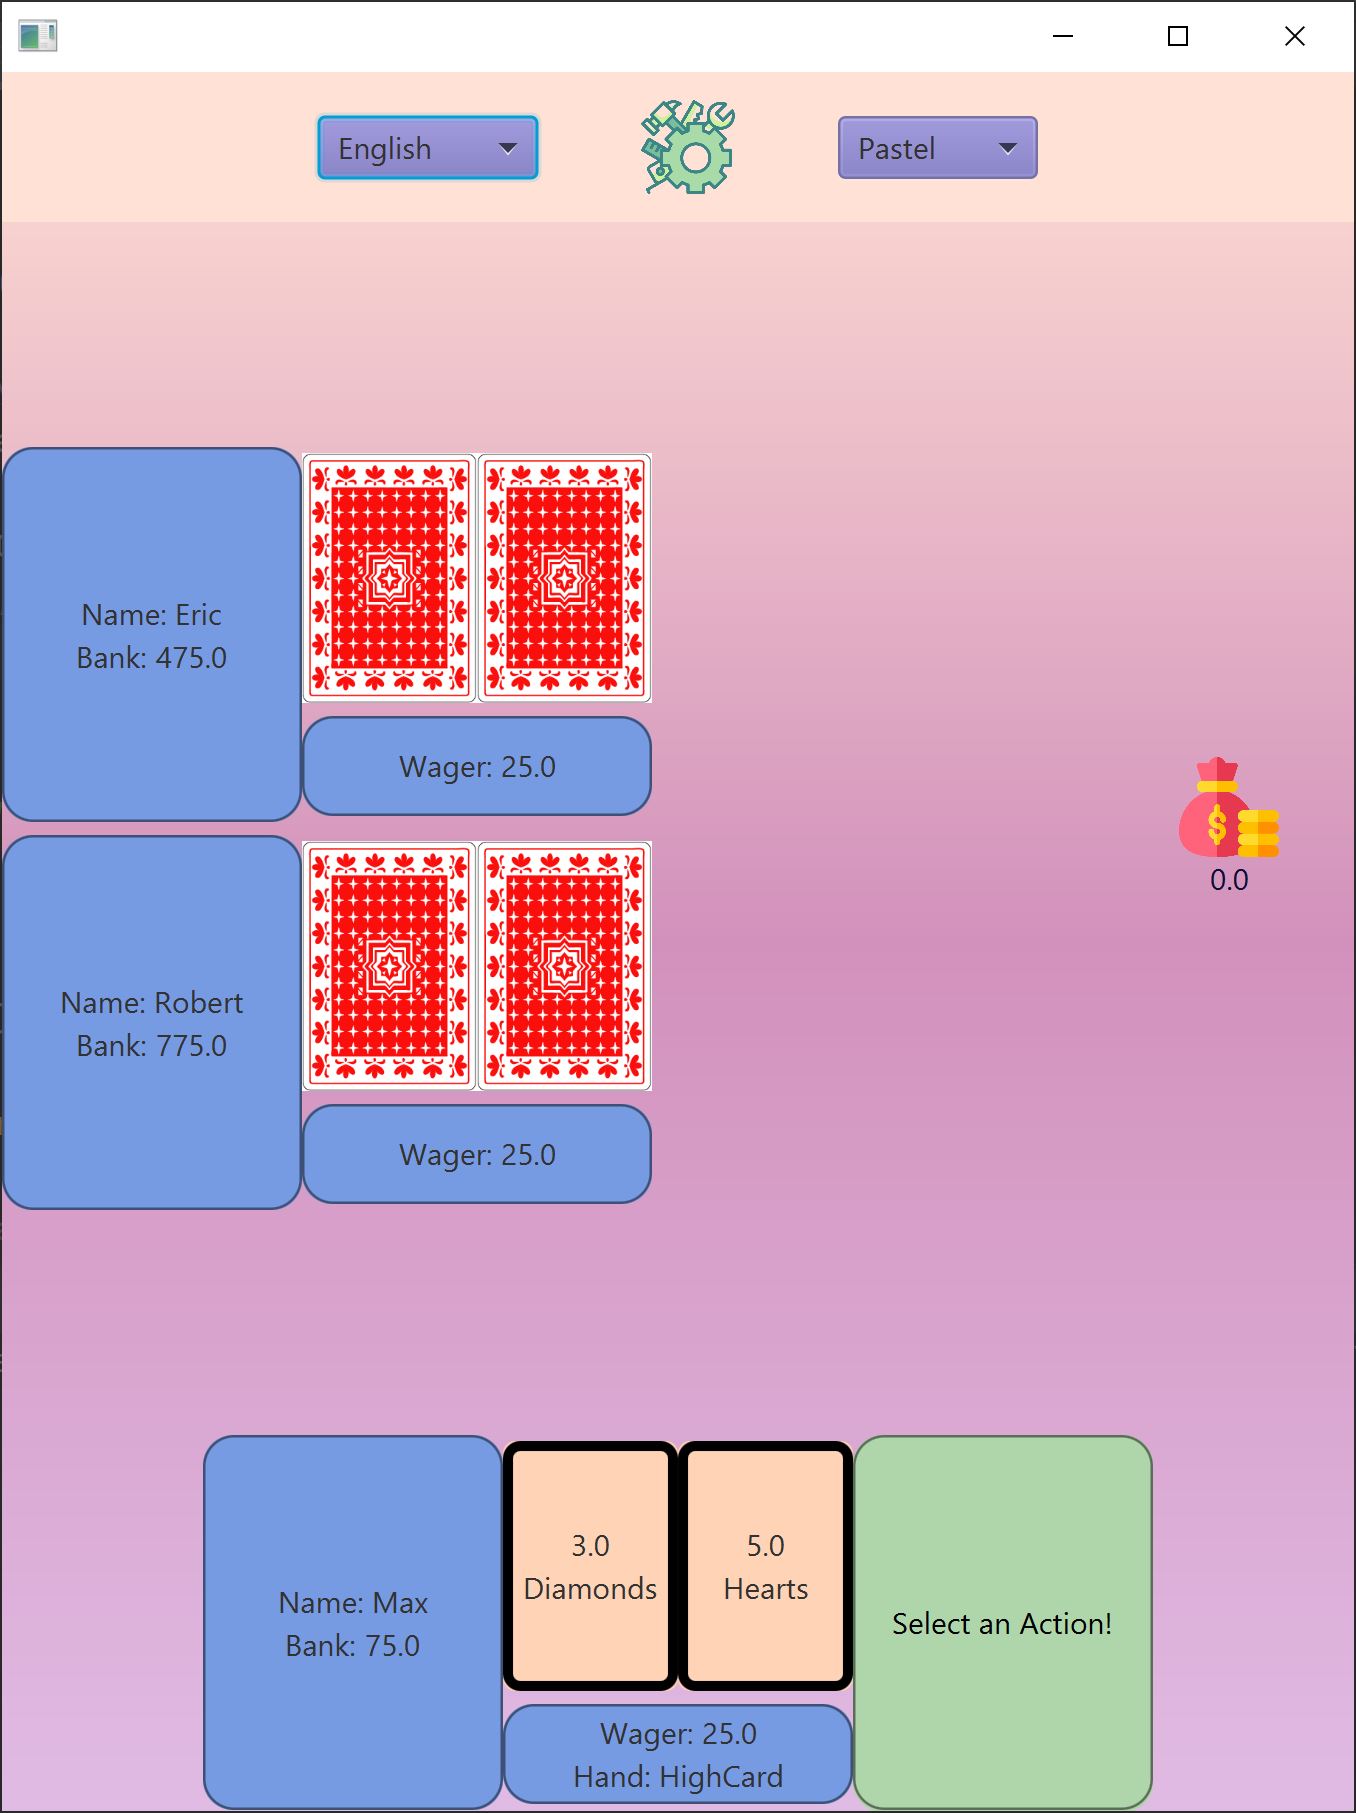 English
Pastel
Name: Eric
Bank: 475.0
Wager: 25.0
$
0.0
Name: Robert
Bank: 775.0
Wager: 25.0
Name: Max
Bank: 75.0
3.0
Diamonds
5.0
Hearts
Wager: 25.0
Hand: HighCard
Select an Action!